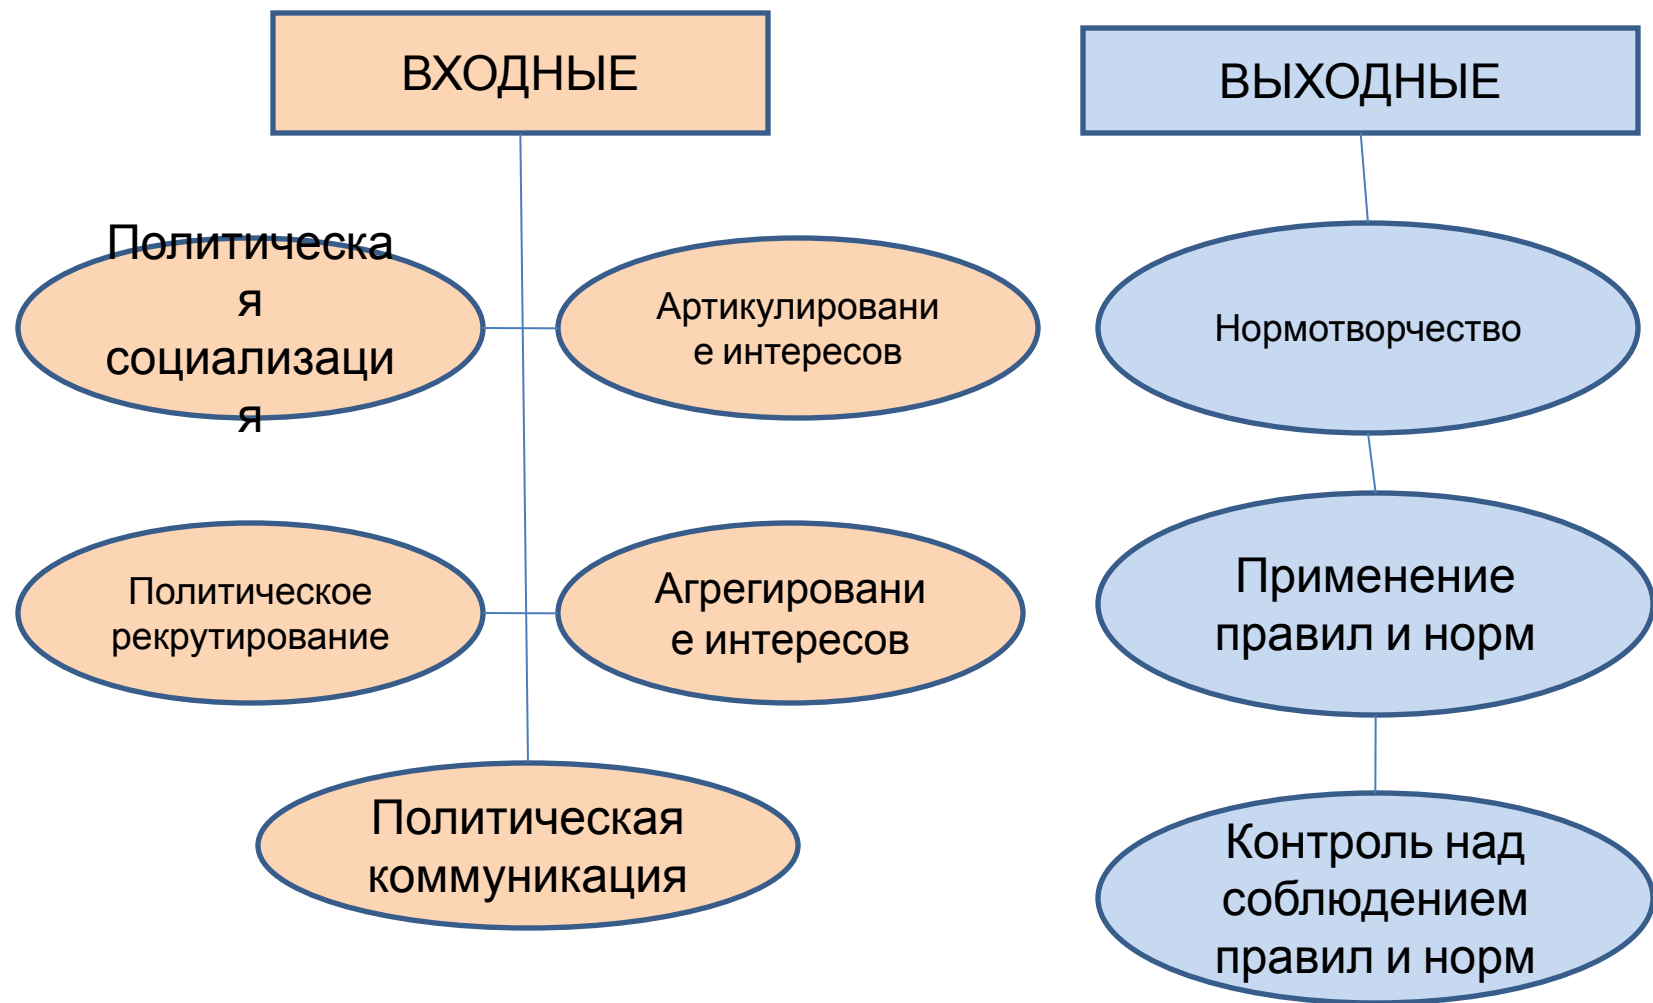 ВХОДНЫЕ
ВЫХОДНЫЕ
Политическа
я
социализаци
я
Артикулировани
е интересов
Нормотворчество
Политическое
рекрутирование
Агрегировани
е интересов
Применение
правил и норм
Политическая
коммуникация
Контроль над
соблюдением
правил и норм